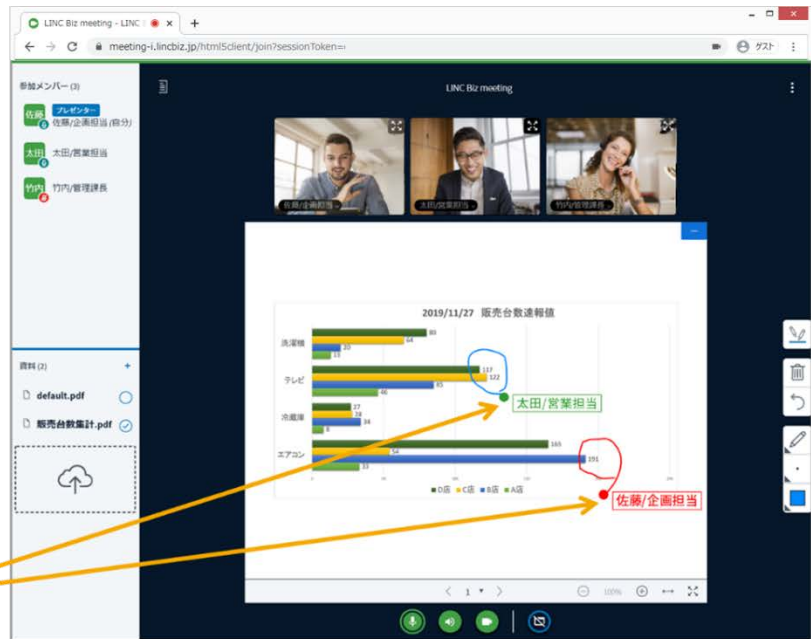 LINC Biz meeting - LINC
meeting-i.lincbiz.jp/html5client/join?sessionToken=
ゲスト
参加メンバー (3)
LINC Biz meeting
佐藤
プレゼンター
佐藤/企画担当 (自分)
太田
太田/営業担当
竹内
竹内/管理課長
佐藤/企画担当
太田/営業担当
竹内/管理課長
2019/11/27 販売台数速報値
洗濯機
80
64
20
13
テレビ
117
122
85
46
冷蔵庫
27
28
34
8
エアコン
165
54
191
33
D店 C店 B店 A店
太田/営業担当
佐藤/企画担当
資料 (2)
default.pdf
販売台数集計.pdf
1
100%